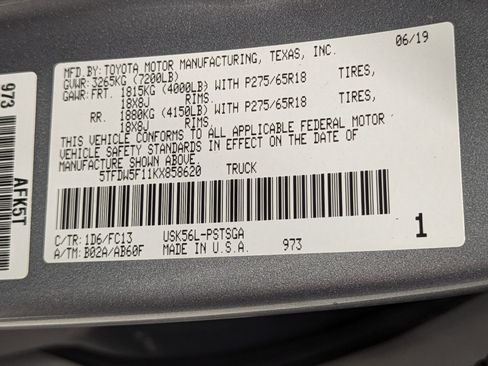 MFD.BY:TOYOTA MOTOR MANUFACTURING, TEXAS, INC. 06/19
GVWR:3265KG (7200LB)
GAWR:FRT. 1815KG (4000LB) WITH P275/65R18 TIRES,
18X8J RIMS.
RR. 1880KG (4150LB) WITH P275/65R18 TIRES,
18X8J RIMS.
THIS VEHICLE CONFORMS TO ALL APPLICABLE FEDERAL MOTOR
VEHICLE SAFETY STANDARDS IN EFFECT ON THE DATE OF
MANUFACTURE SHOWN ABOVE.
5TFDW5F11KX858620 TRUCK
C/TR: 1D6/FC13 USK56L-PSTSGA
A/TM: B02A/AB60F MADE IN U.S.A. 973
1
973
AFK5T